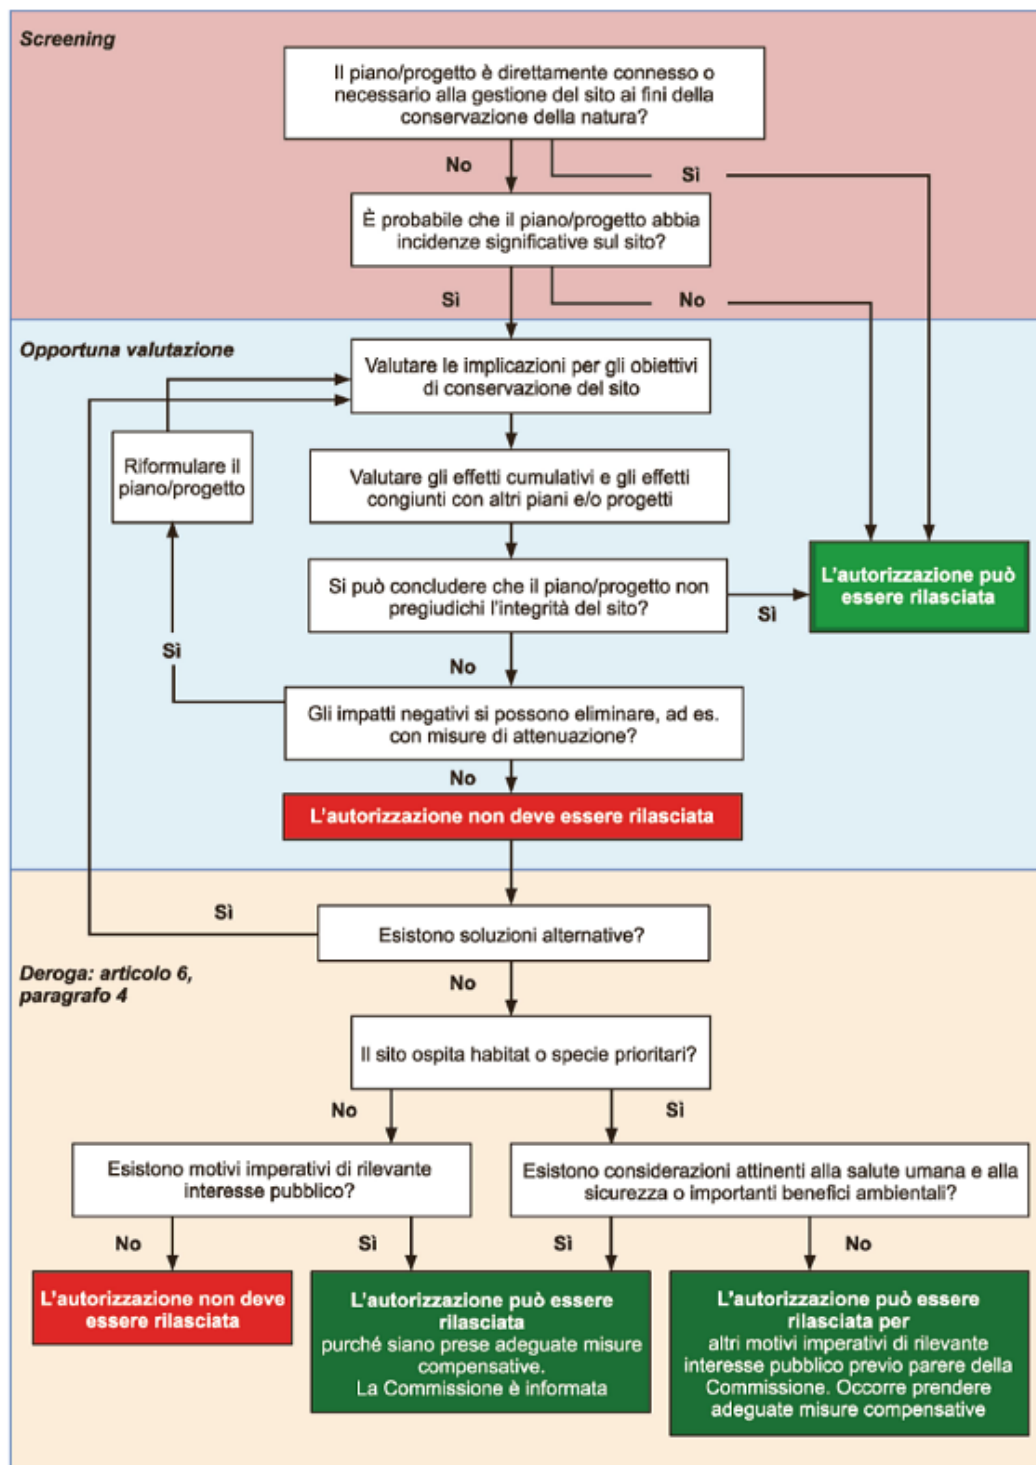 Screening
Il piano/progetto è direttamente connesso o
necessario alla gestione del sito ai fini della
conservazione della natura?
No
Sì
È probabile che il piano/progetto abbia
incidenze significative sul sito?
Sì
No
Opportuna valutazione
Valutare le implicazioni per gli obiettivi
di conservazione del sito
Riformulare il
piano/progetto
Valutare gli effetti cumulativi e gli effetti
congiunti con altri piani e/o progetti
Si può concludere che il piano/progetto non
pregiudichi l'integrità del sito?
Sì
L'autorizzazione può
essere rilasciata
Sì
No
Gli impatti negativi si possono eliminare, ad es.
con misure di attenuazione?
No
L'autorizzazione non deve essere rilasciata
Sì
Esistono soluzioni alternative?
Deroga: articolo 6,
paragrafo 4
No
Il sito ospita habitat o specie prioritari?
No
Sì
Esistono motivi imperativi di rilevante
interesse pubblico?
Esistono considerazioni attinenti alla salute umana e alla
sicurezza o importanti benefici ambientali?
No
Sì
Sì
No
L'autorizzazione non deve
essere rilasciata
L'autorizzazione può essere
rilasciata
purché siano prese adeguate misure
compensative.
La Commissione è informata
L'autorizzazione può essere
rilasciata per
altri motivi imperativi di rilevante
interesse pubblico previo parere della
Commissione. Occorre prendere
adeguate misure compensative